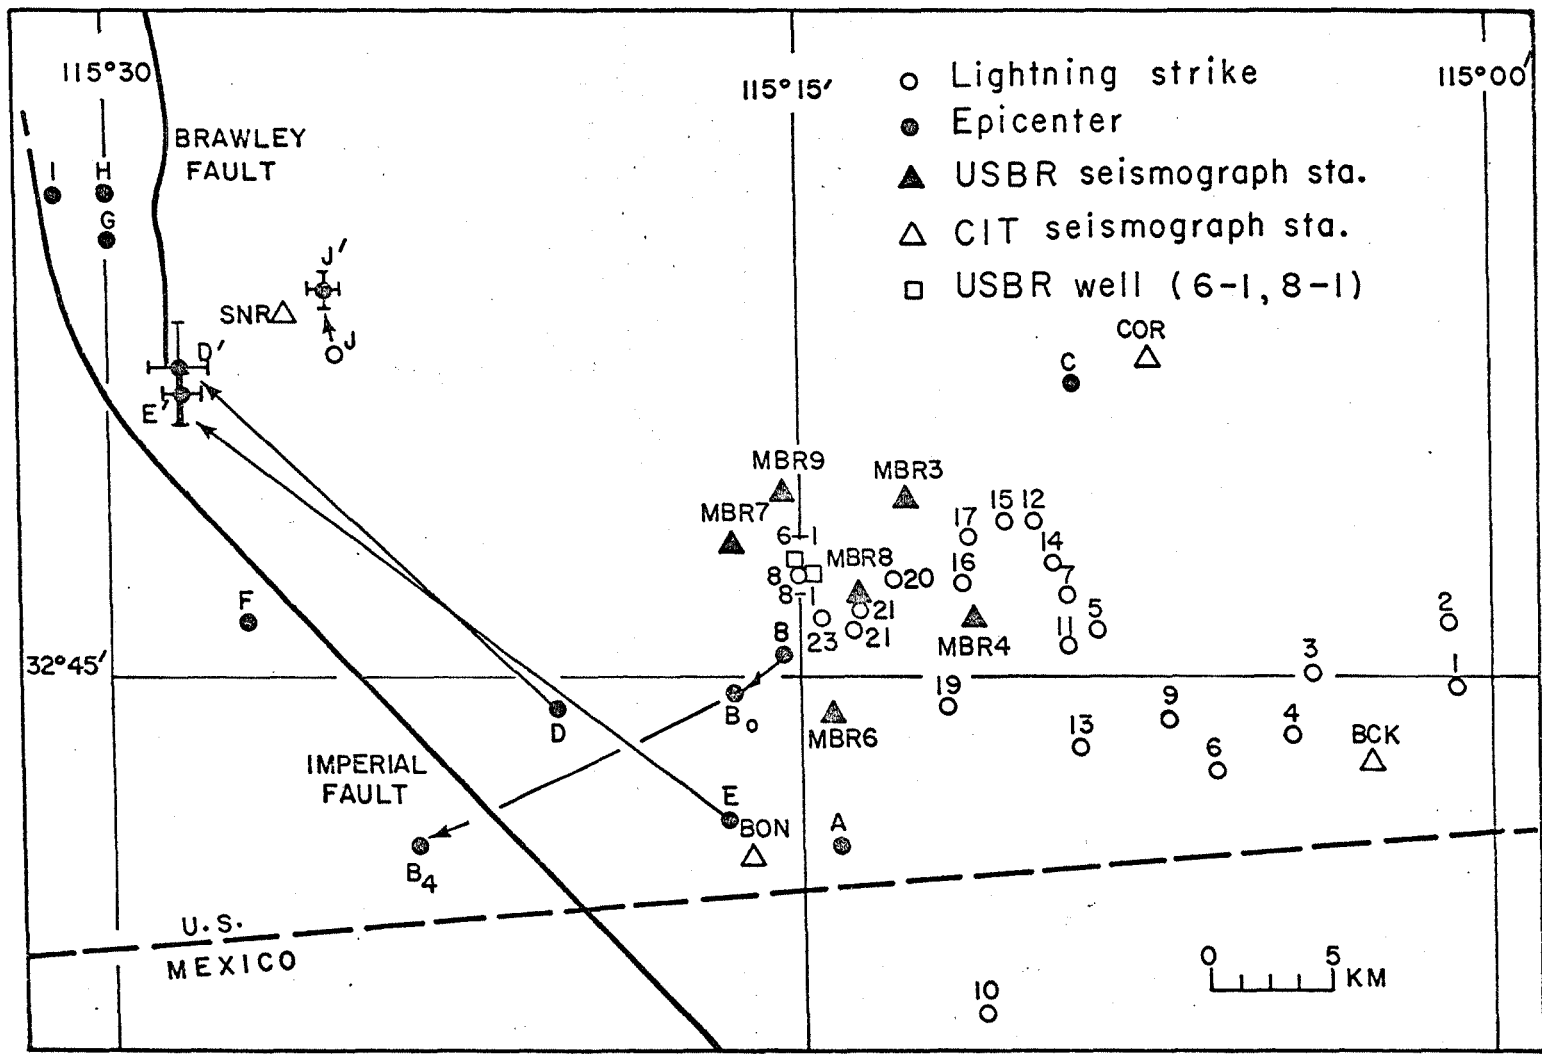 115°30
115°15′
115°00′
Lightning strike
Epicenter
USBR seismograph sta.
CIT seismograph sta.
USBR well (6-1, 8-1)
BRAWLEY
FAULT
I
H
G
J′
SNR
J
D′
E′
COR
C
MBR9
MBR3
MBR7
6-1
15
12
17
14
MBR8
8
20
16
7
8-1
F
21
5
2
23
21
11
B
MBR4
3
32°45′
1
19
9
B0
D
MBR6
13
4
6
BCK
IMPERIAL
FAULT
E
BON
A
B4
U.S.
MEXICO
0
5
KM
10